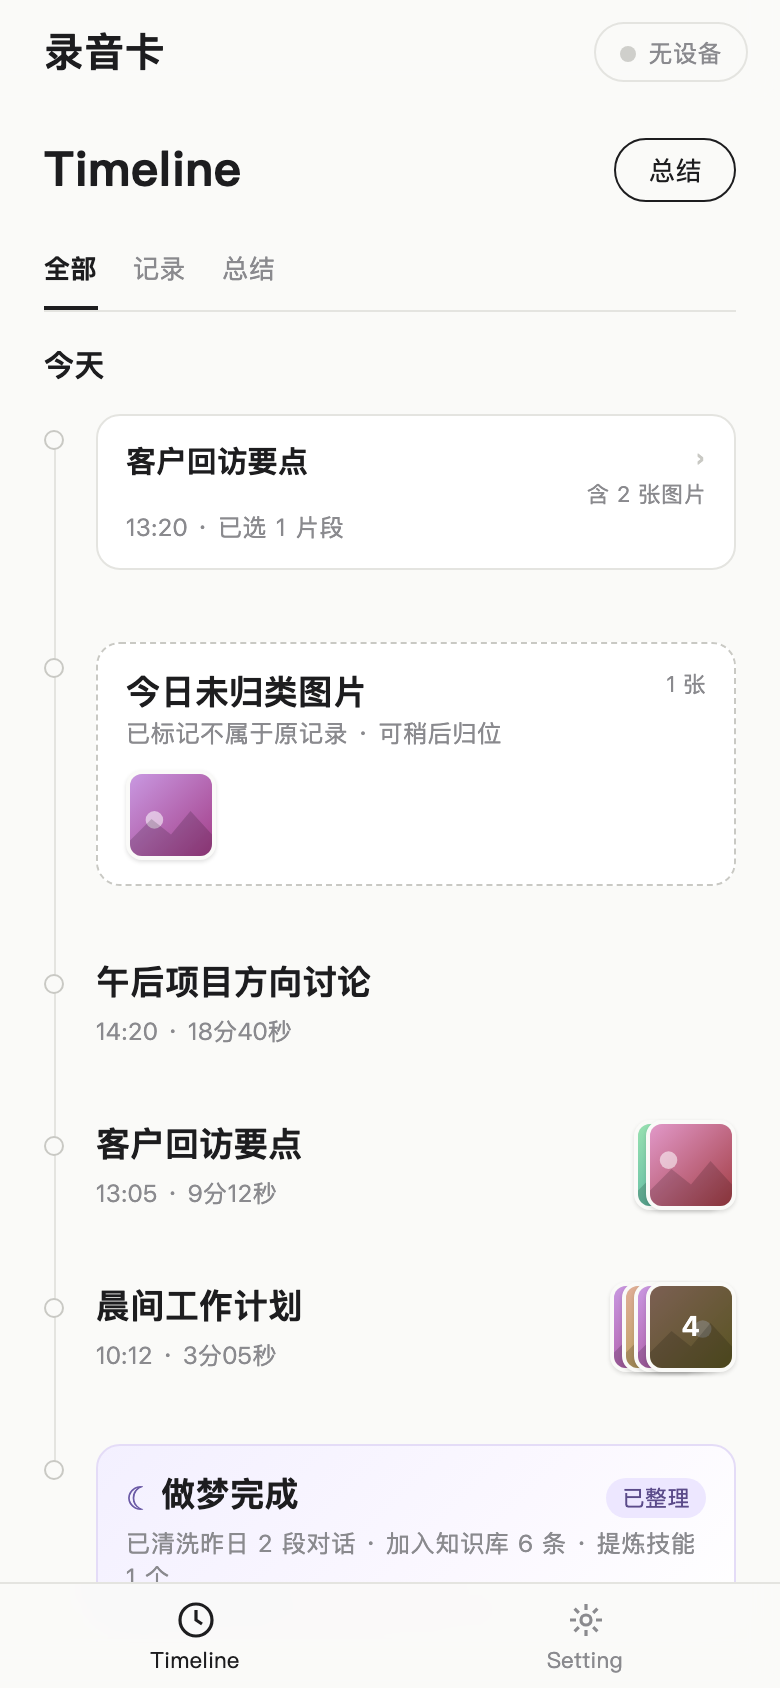 录音卡
无设备
Timeline
总结
全部 记录 总结
今天
客户回访要点
›
含 2 张图片
13:20 · 已选 1 片段
今日未归类图片
1 张
已标记不属于原记录 · 可稍后归位
午后项目方向讨论
14:20 · 18分40秒
客户回访要点
13:05 · 9分12秒
晨间工作计划
4
10:12 · 3分05秒
做梦完成
已整理
已清洗昨日 2 段对话 · 加入知识库 6 条 · 提炼技能
1 个
Timeline
Setting